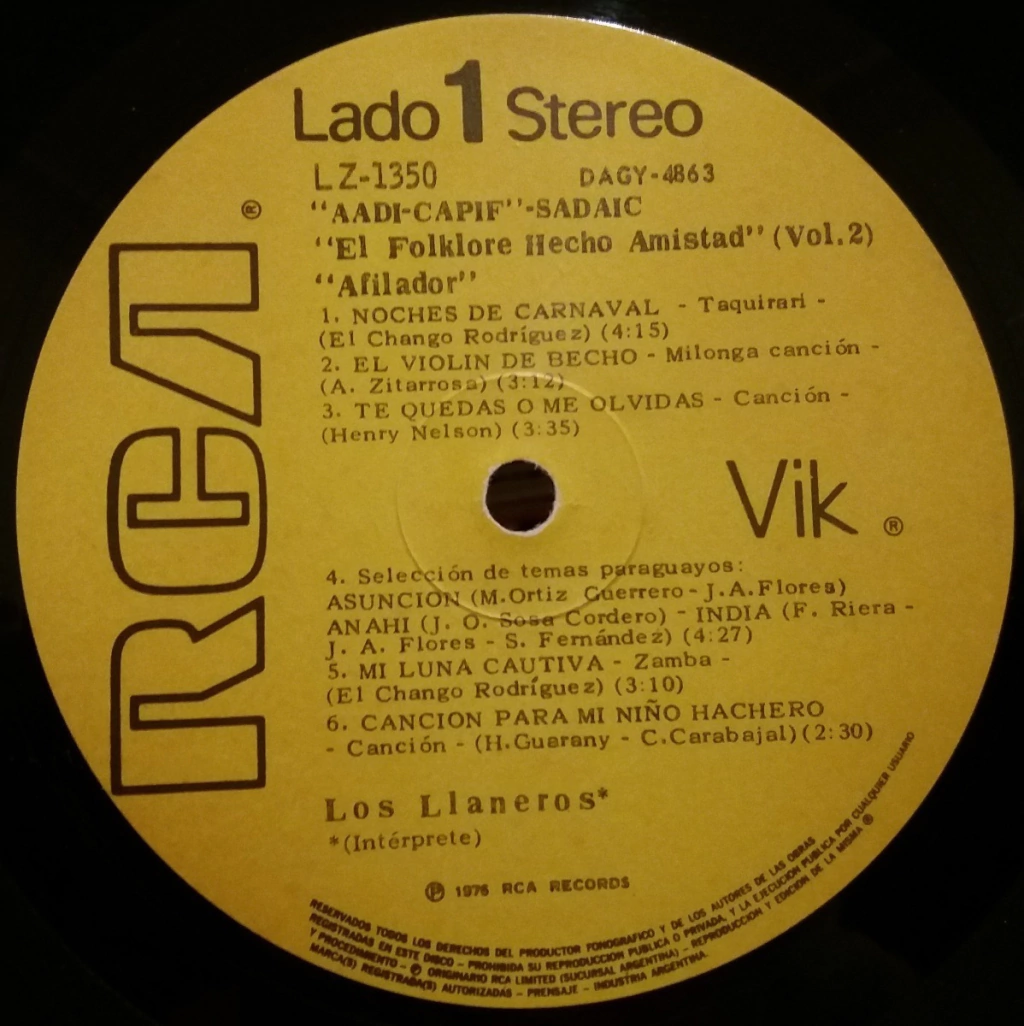 Lado 1 Stereo
LZ-1350 DAGY-4863
"AADI-CAPIF"-SADAIC
"El Folklore Hecho Amistad" (Vol.2)
"Afilador"
1. NOCHES DE CARNAVAL - Taquirari -
(El Chango Rodríguez) (4:15)
2. EL VIOLIN DE BECHO - Milonga canción -
(A. Zitarrosa) (3:12)
3. TE QUEDAS O ME OLVIDAS - Canción -
(Henry Nelson) (3:35)
RCA ®
Vik ®
4. Selección de temas paraguayos:
ASUNCION (M.Ortiz Guerrero - J.A.Flores)
ANAHI (J. O. Sosa Cordero) - INDIA (F. Riera -
J. A. Flores - S. Fernández) (4:27)
5. MI LUNA CAUTIVA - Zamba -
(El Chango Rodríguez) (3:10)
6. CANCION PARA MI NIÑO HACHERO
- Canción - (H.Guarany - C.Carabajal) (2:30)
Los Llaneros*
*(Intérprete)
℗ 1976 RCA RECORDS
RESERVADOS TODOS LOS DERECHOS DEL PRODUCTOR FONOGRAFICO Y DE LOS AUTORES DE LAS OBRAS
REGISTRADAS EN ESTE DISCO - PROHIBIDA SU REPRODUCCION PUBLICA O PRIVADA, Y LA EJECUCION PUBLICA POR CUALQUIER USUARIO
Y PROCEDIMIENTO - ℗ ORIGINARIO RCA LIMITED (SUCURSAL ARGENTINA) - REPRODUCCION Y EDICION DE LA MISMA ®
MARCA(S) REGISTRADA(S) AUTORIZADAS - PRENSAJE - INDUSTRIA ARGENTINA.